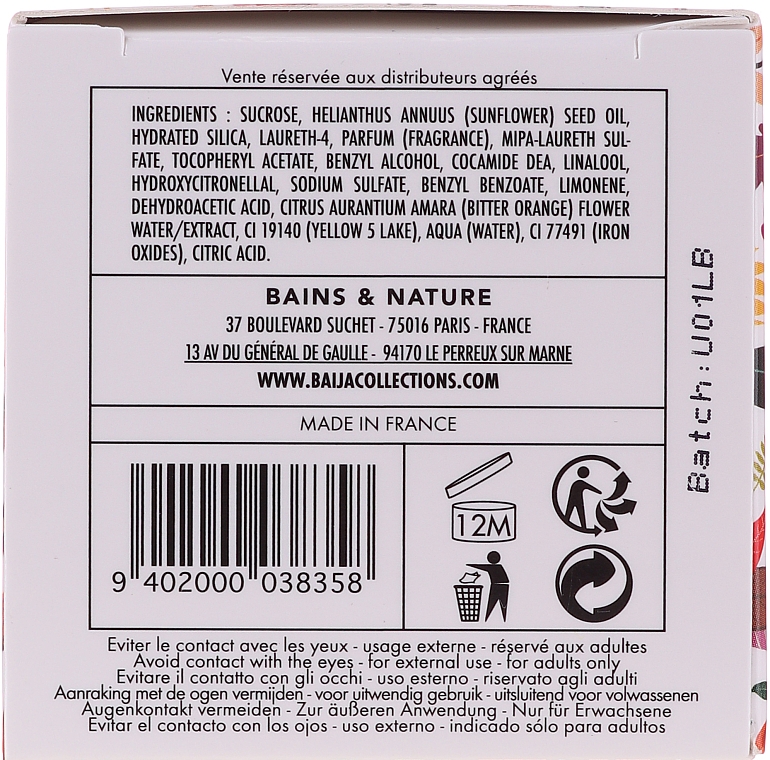 Vente réservée aux distributeurs agréés
INGREDIENTS : SUCROSE, HELIANTHUS ANNUUS (SUNFLOWER) SEED OIL,
HYDRATED SILICA, LAURETH-4, PARFUM (FRAGRANCE), MIPA-LAURETH SUL-
FATE, TOCOPHERYL ACETATE, BENZYL ALCOHOL, COCAMIDE DEA, LINALOOL,
HYDROXYCITRONELLAL, SODIUM SULFATE, BENZYL BENZOATE, LIMONENE,
DEHYDROACETIC ACID, CITRUS AURANTIUM AMARA (BITTER ORANGE) FLOWER
WATER/EXTRACT, CI 19140 (YELLOW 5 LAKE), AQUA (WATER), CI 77491 (IRON
OXIDES), CITRIC ACID.
BAINS & NATURE
37 BOULEVARD SUCHET - 75016 PARIS - FRANCE
13 AV DU GÉNÉRAL DE GAULLE - 94170 LE PERREUX SUR MARNE
WWW.BAIJACOLLECTIONS.COM
MADE IN FRANCE
12M
9 402000 038358
Eviter le contact avec les yeux - usage externe - réservé aux adultes
Avoid contact with the eyes - for external use - for adults only
Evitare il contatto con gli occhi - uso esterno - riservato agli adulti
Aanraking met de ogen vermijden - voor uitwendig gebruik - uitsluitend voor volwassenen
Augenkontakt vermeiden - Zur äußeren Anwendung - Nur für Erwachsene
Evitar el contacto con los ojos - uso externo - indicado sólo para adultos
Batch: U01LB